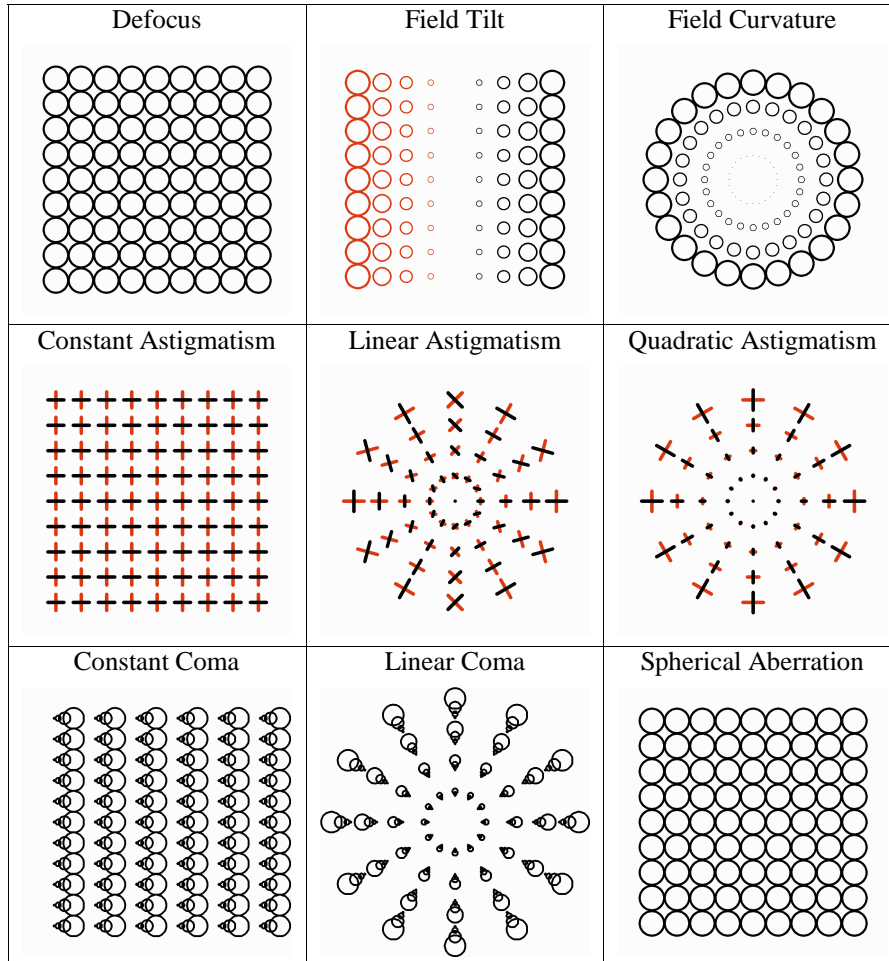 Defocus
Field Tilt
Field Curvature
Constant Astigmatism
Linear Astigmatism
Quadratic Astigmatism
Constant Coma
Linear Coma
Spherical Aberration